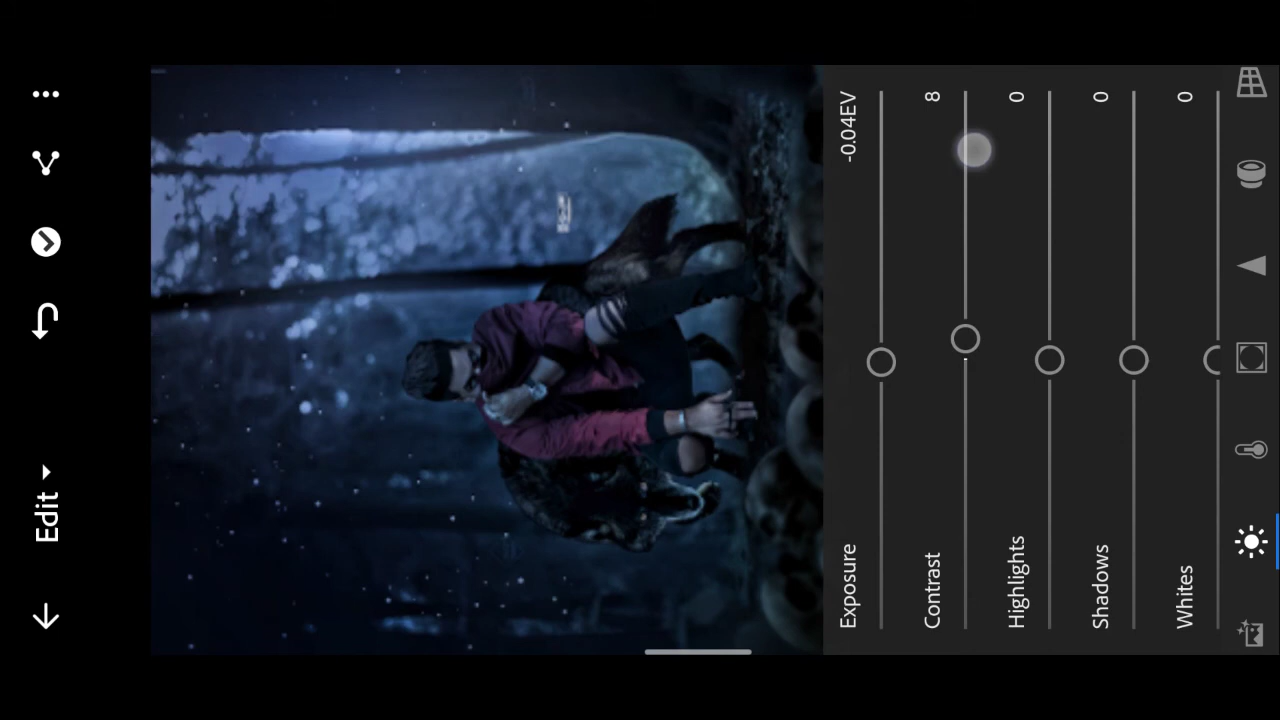 Edit
Exposure -0.04EV
Contrast 8
Highlights 0
Shadows 0
Whites 0